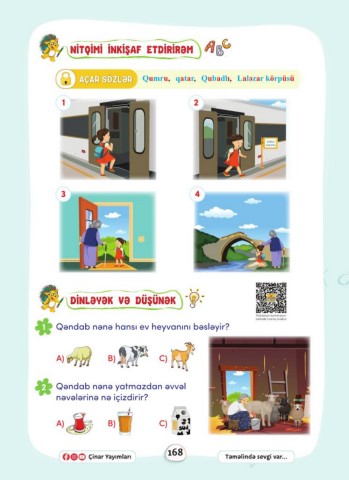 NİTQİMİ İNKİŞAF ETDİRİRƏM
ABC
AÇAR SÖZLƏR
Qumru, qatar, Qubadlı, Lalazar körpüsü
1
2
3
4
DİNLƏYƏK VƏ DÜŞÜNƏK
1 Qəndab nənə hansı ev heyvanını bəsləyir?
A) B) C)
2 Qəndab nənə yatmazdan əvvəl
nəvələrinə nə içizdirir?
A) B) C)
Çinar Yayımları
168
Təməlində sevgi var...